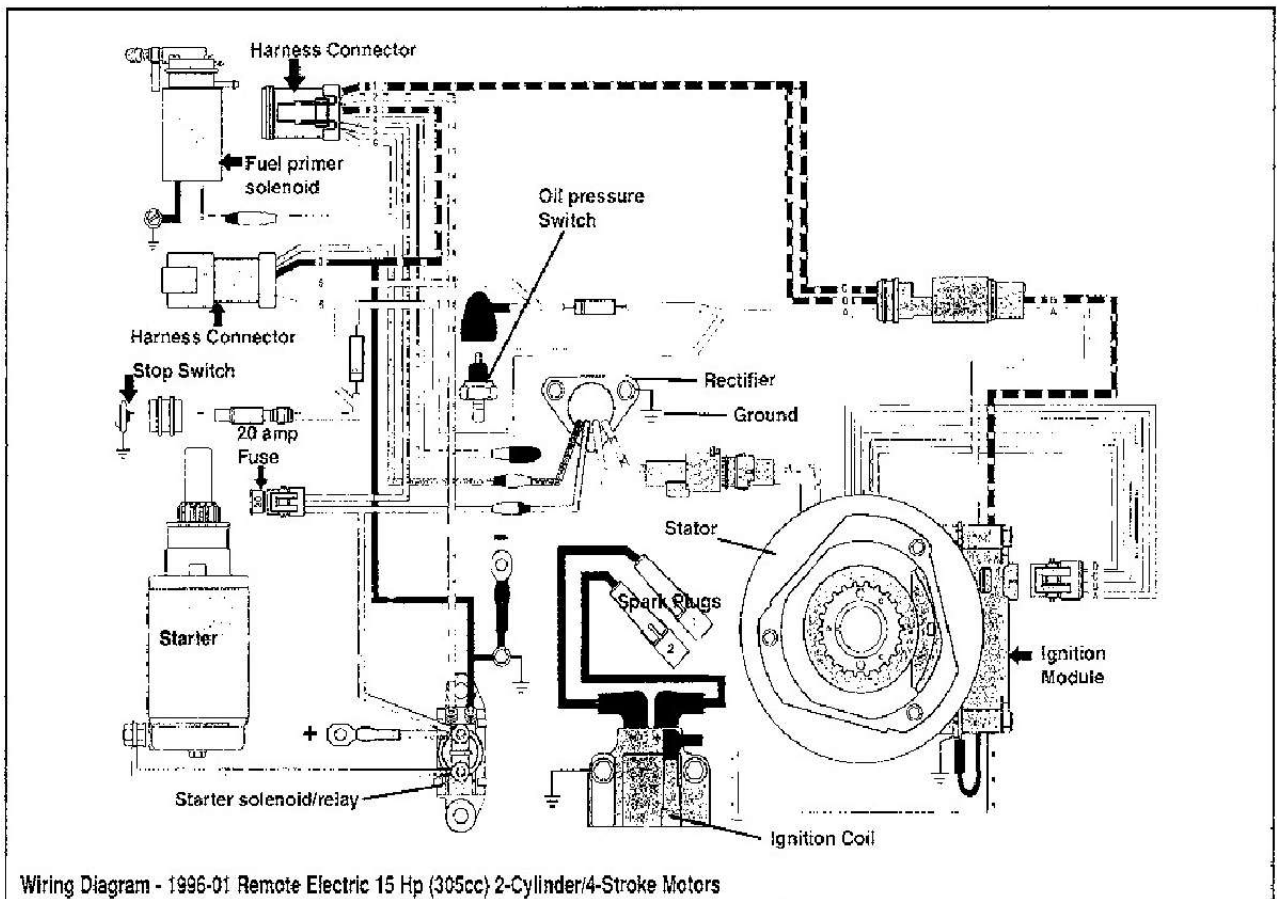 Harness Connector
Fuel primer
solenoid
Oil pressure
Switch
Harness Connector
Stop Switch
Rectifier
Ground
20 amp
Fuse
20
Stator
Spark Plugs
2
Starter
Ignition
Module
+
-
Starter solenoid/relay
Ignition Coil
Wiring Diagram - 1996-01 Remote Electric 15 Hp (305cc) 2-Cylinder/4-Stroke Motors